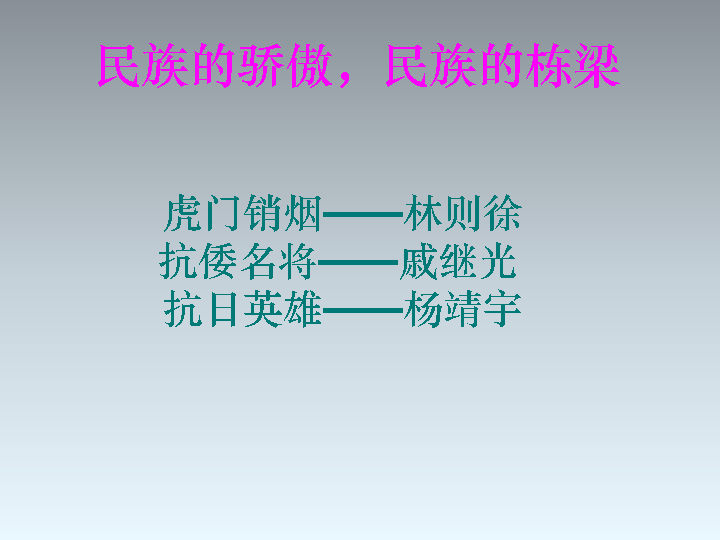 民族的骄傲，民族的栋梁
虎门销烟——林则徐
抗倭名将——戚继光
抗日英雄——杨靖宇